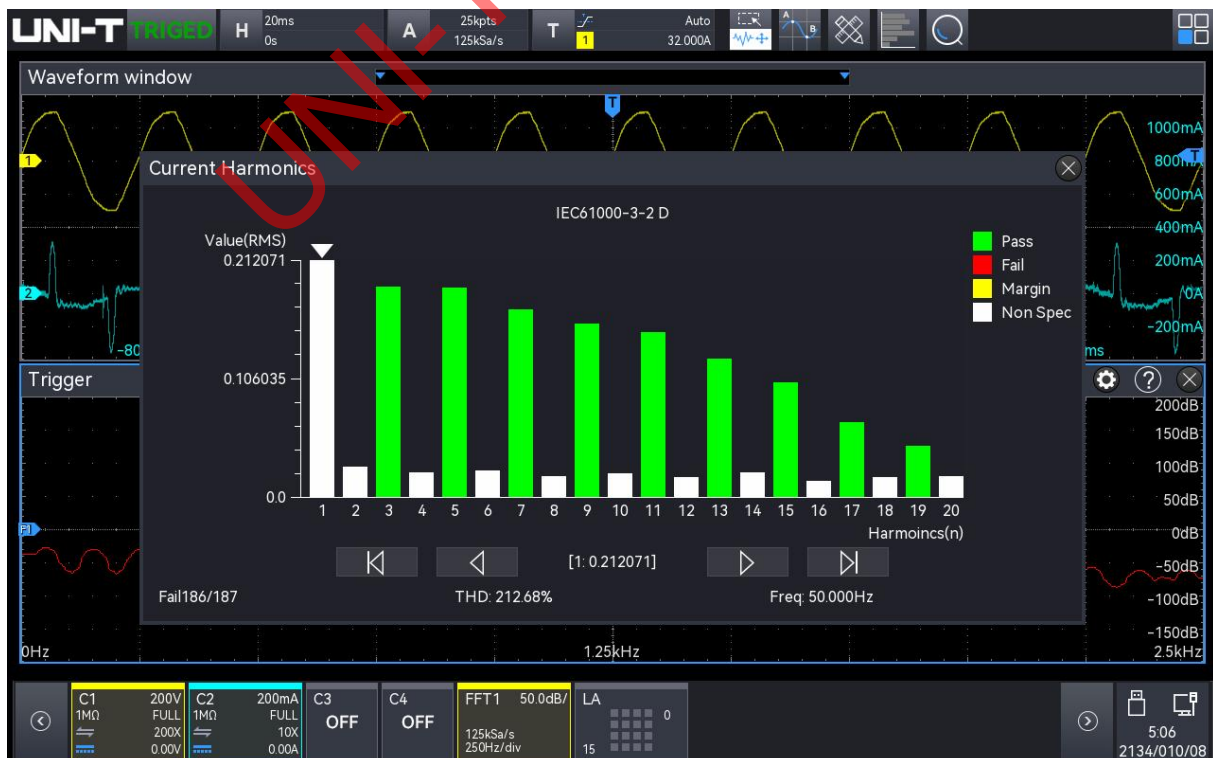 UNI-T TRIGED H 20ms 0s A 25kpts 125kSa/s T 1 Auto 32.000A A B
Waveform window
T
1
1000mA
800mA
T
600mA
400mA
200mA
0A
-200mA
2
-80
ms
UNI-
Current Harmonics
IEC61000-3-2 D
Value(RMS)
0.212071
0.106035
0.0
Pass
Fail
Margin
Non Spec
1 2 3 4 5 6 7 8 9 10 11 12 13 14 15 16 17 18 19 20
Harmoincs(n)
[1: 0.212071]
Fail186/187 THD: 212.68% Freq: 50.000Hz
Trigger ?
200dB
150dB
100dB
50dB
0dB
-50dB
-100dB
-150dB
0Hz 1.25kHz 2.5kHz
C1 200V
1MΩ FULL
200X
0.00V
C2 200mA
1MΩ FULL
10X
0.00A
C3
OFF
C4
OFF
FFT1 50.0dB/
125kSa/s
250Hz/div
LA
0
15
5:06
2134/010/08